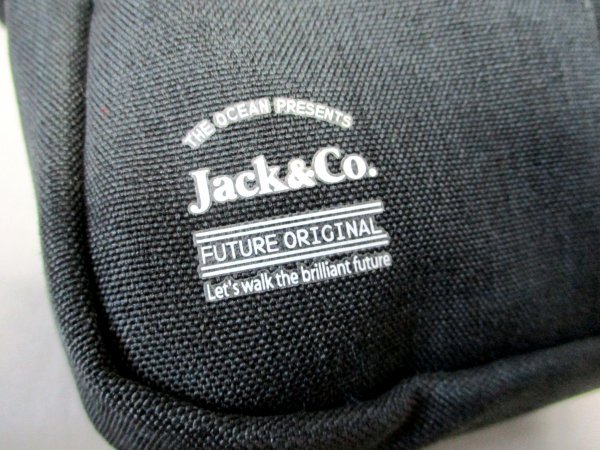 THE OCEAN PRESENTS
Jack&Co.
FUTURE ORIGINAL
Let's walk the brilliant future